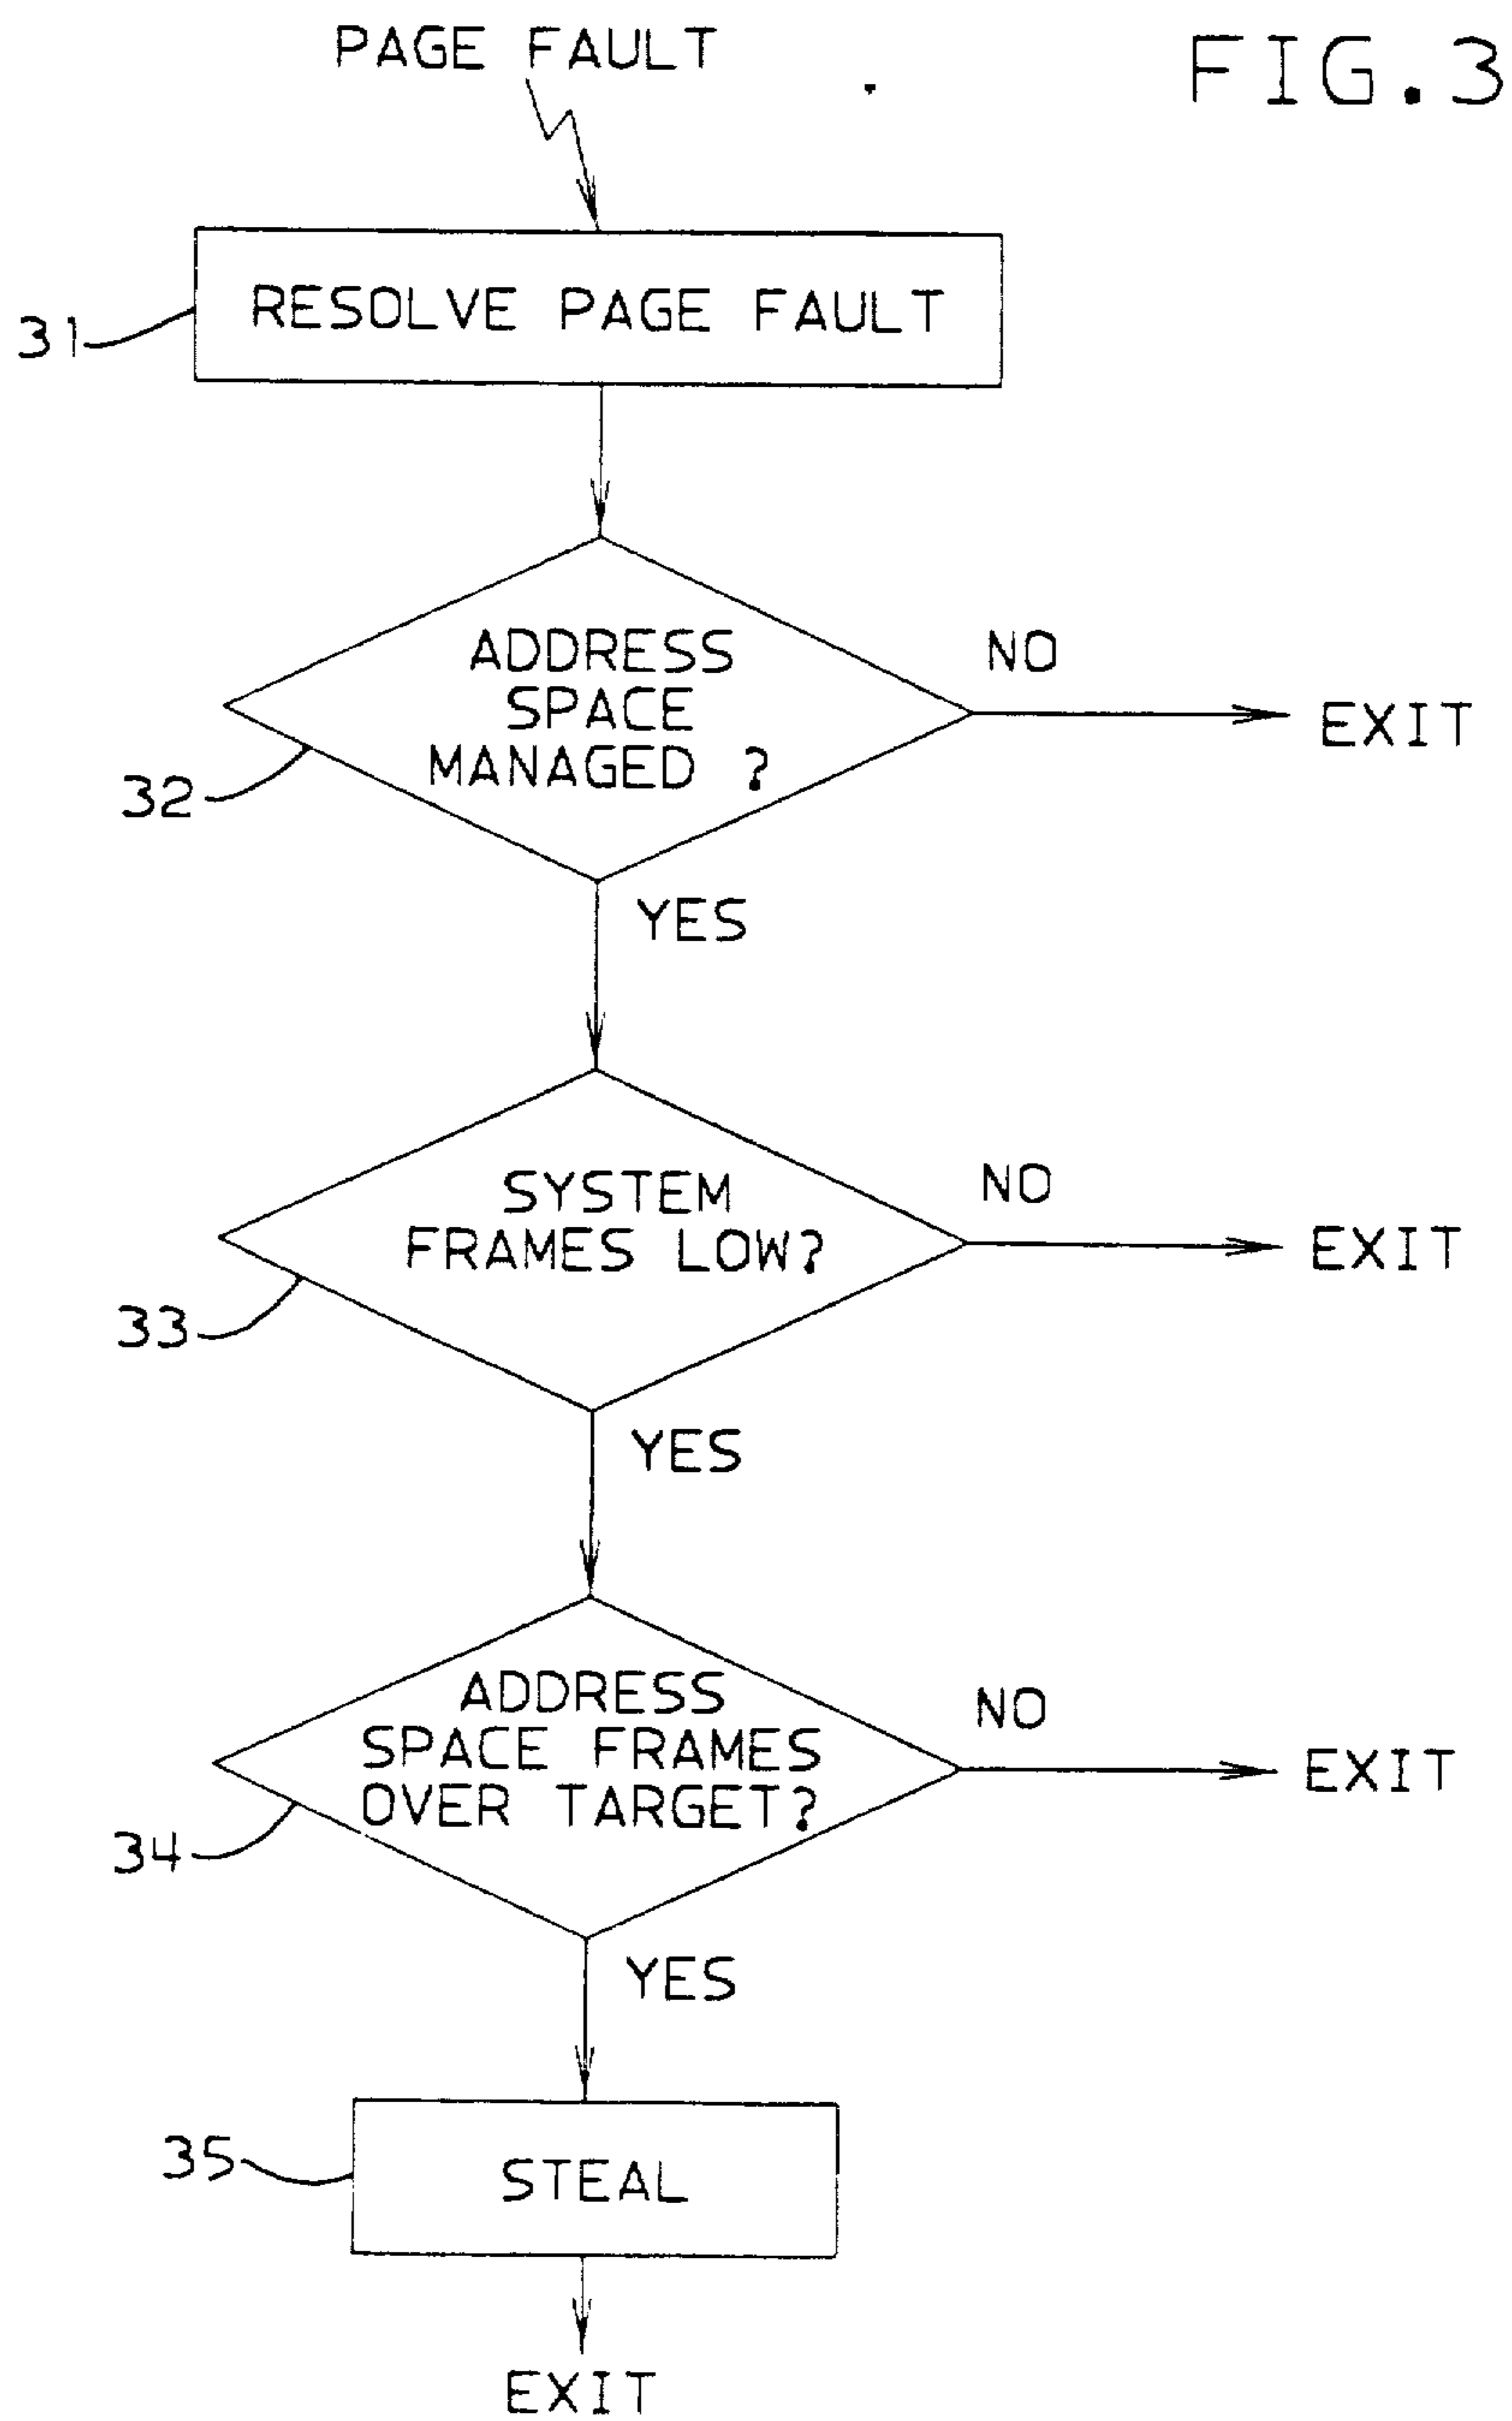 PAGE FAULT
FIG.3
RESOLVE PAGE FAULT
31
ADDRESS
SPACE
MANAGED ?
NO
EXIT
32
YES
SYSTEM
FRAMES LOW?
NO
EXIT
33
YES
ADDRESS
SPACE FRAMES
OVER TARGET?
NO
EXIT
34
YES
35
STEAL
EXIT